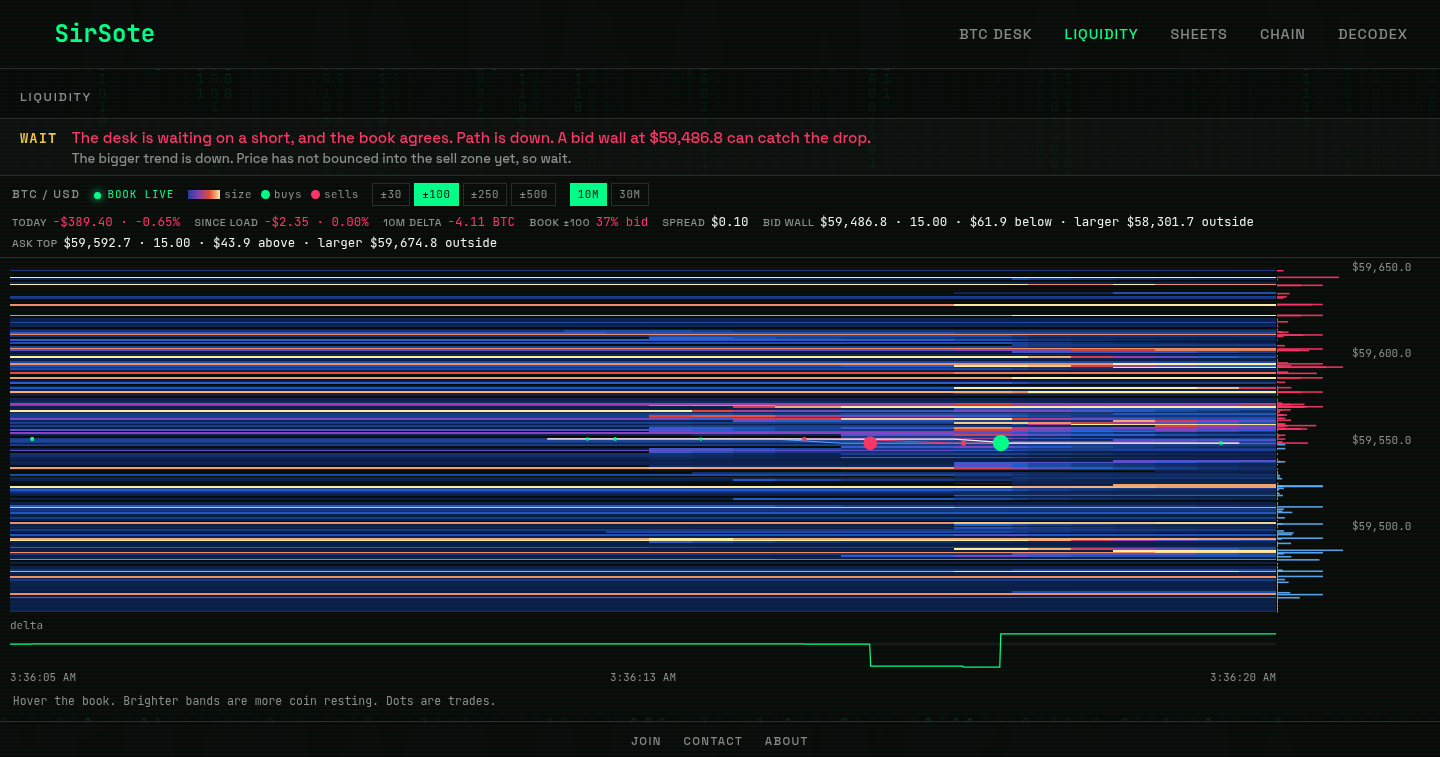 SirSote
BTC DESK LIQUIDITY SHEETS CHAIN DECODEX
LIQUIDITY
WAIT The desk is waiting on a short, and the book agrees. Path is down. A bid wall at $59,486.8 can catch the drop.
The bigger trend is down. Price has not bounced into the sell zone yet, so wait.
BTC / USD BOOK LIVE size buys sells ±30 ±100 ±250 ±500 10M 30M
TODAY -$389.40 · -0.65% SINCE LOAD -$2.35 · 0.00% 10M DELTA -4.11 BTC BOOK ±100 37% bid SPREAD $0.10 BID WALL $59,486.8 · 15.00 · $61.9 below · larger $58,301.7 outside
ASK TOP $59,592.7 · 15.00 · $43.9 above · larger $59,674.8 outside
$59,650.0
$59,600.0
$59,550.0
$59,500.0
delta
3:36:05 AM 3:36:13 AM 3:36:20 AM
Hover the book. Brighter bands are more coin resting. Dots are trades.
JOIN CONTACT ABOUT